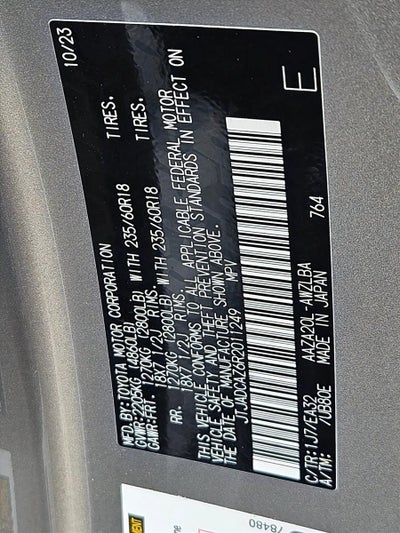 MFD.BY:TOYOTA MOTOR CORPORATION 10/23
GVWR:2205KG (4860LB)
GAWR:FRT. 1270KG (2800LB) WITH 235/60R18 TIRES.
18X7 1/2J RIMS.
RR. 1270KG (2800LB) WITH 235/60R18 TIRES.
18X7 1/2J RIMS.
THIS VEHICLE CONFORMS TO ALL APPLICABLE FEDERAL MOTOR
VEHICLE SAFETY AND THEFT PREVENTION STANDARDS IN EFFECT ON
THE DATE OF MANUFACTURE SHOWN ABOVE.
JTJADCAZ6R2011249 MPV
E
C/TR:1J7/EA32 AAZA20L-AWZLBA
A/TM: /UB80E MADE IN JAPAN 764
78480